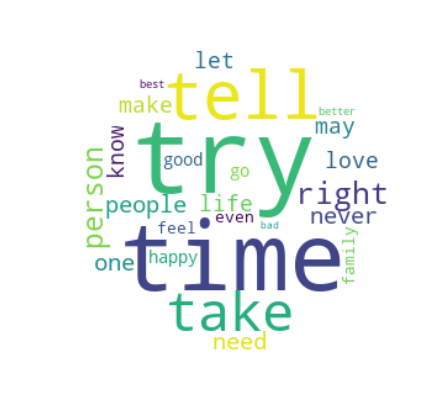 let
best
tell
make
better
try
may
know
good
love
person
go
right
people
life
never
even
feel
bad
time
one
happy
family
take
need